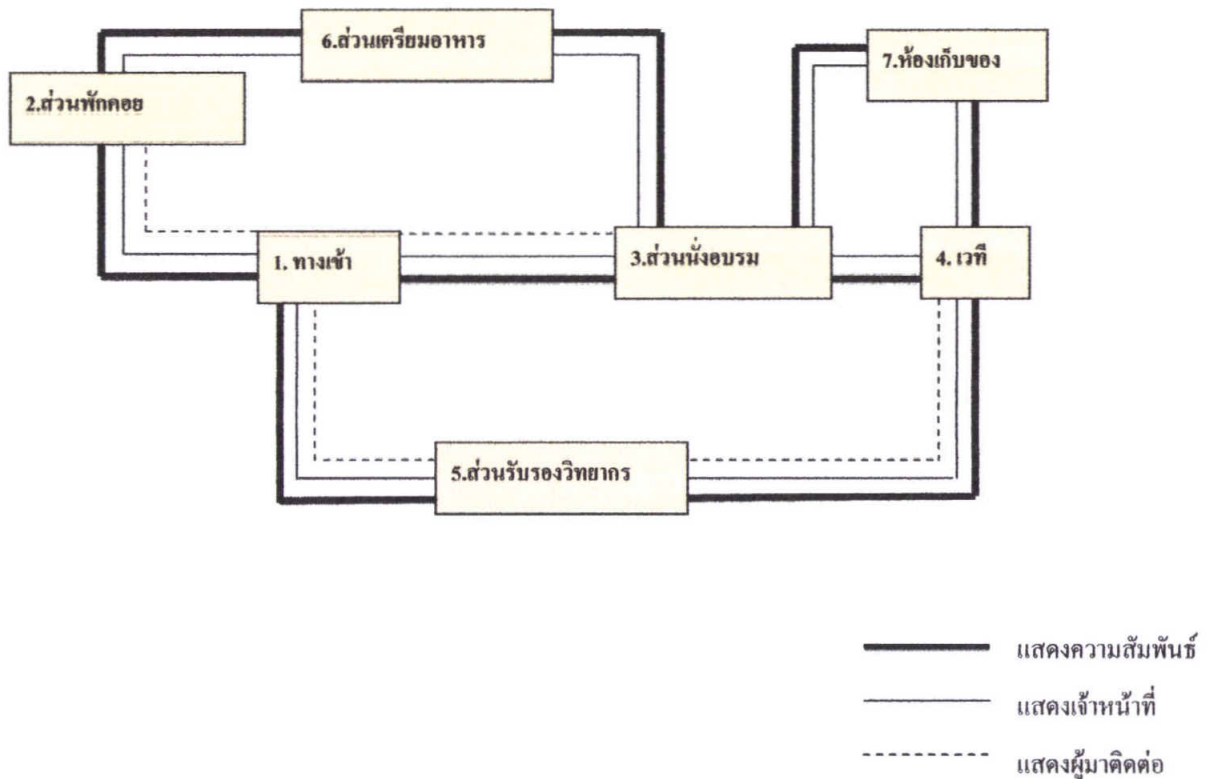 6.ส่วนเตรียมอาหาร
7.ห้องเก็บของ
2.ส่วนพักคอย
1. ทางเข้า
3.ส่วนนั่งอบรม
4. เวที
5.ส่วนรับรองวิทยากร
แสดงความสัมพันธ์
แสดงเจ้าหน้าที่
แสดงผู้มาติดต่อ